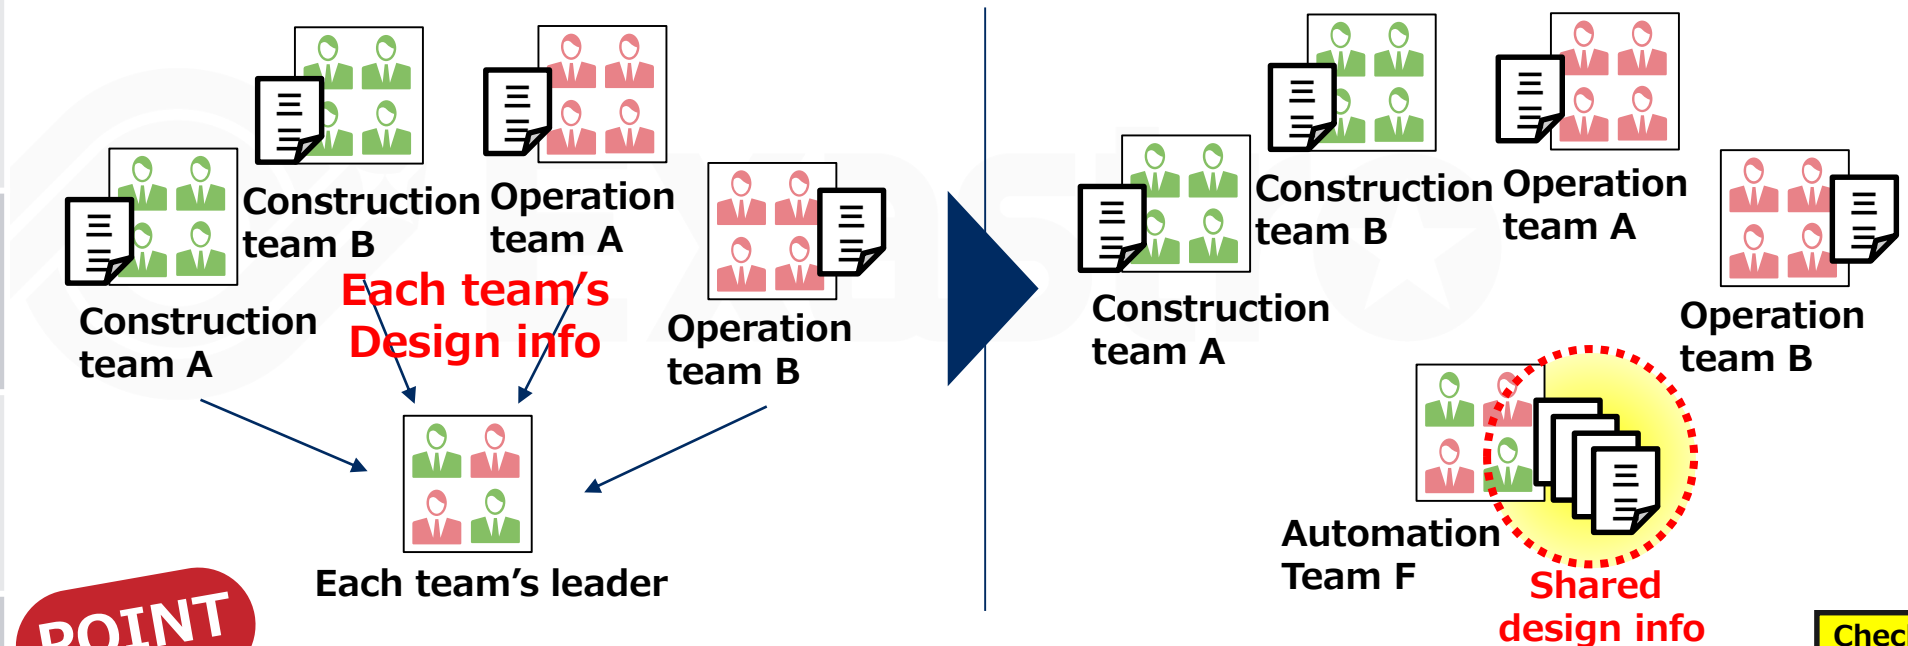 Construction
team B
Operation
team A
Each team's
Design info
Construction
team A
Operation
team B
Each team's leader
POINT
Construction
team B
Operation
team A
Construction
team A
Operation
team B
Automation
Team F
Shared
design info
Exastro